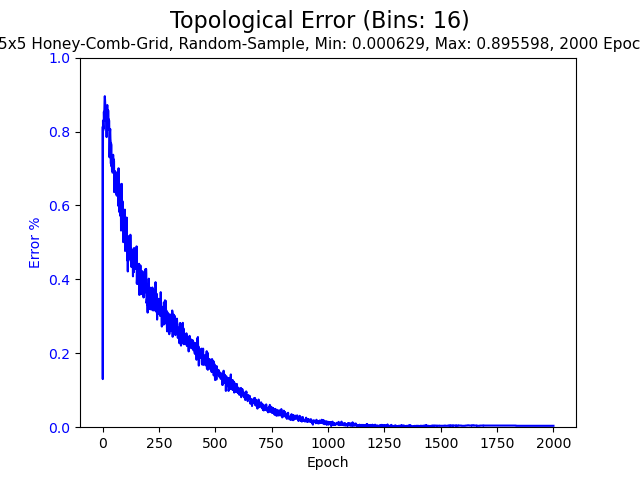 Topological Error (Bins: 16)
5x5 Honey-Comb-Grid, Random-Sample, Min: 0.000629, Max: 0.895598, 2000 Epoc
1.0
0.8
0.6
0.4
0.2
0.0
Error %
0 250 500 750 1000 1250 1500 1750 2000
Epoch